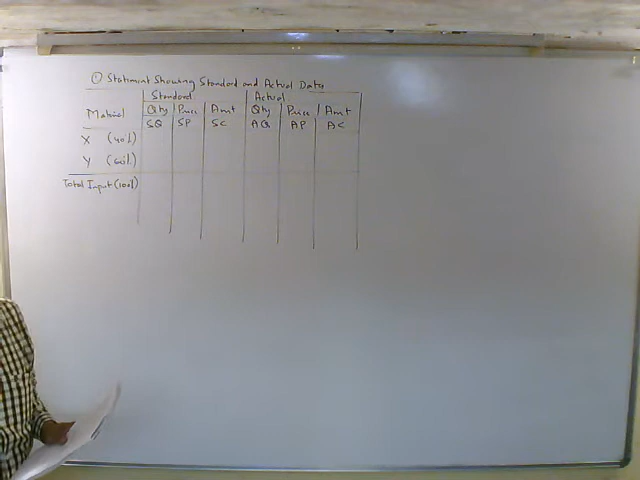 ① Statement Showing Standard and Actual Data
Standard Actual
Material Qty Price Amt Qty Price Amt
SQ SP SC AQ AP AC
X (40%)
Y (60%)
Total Input (100%)